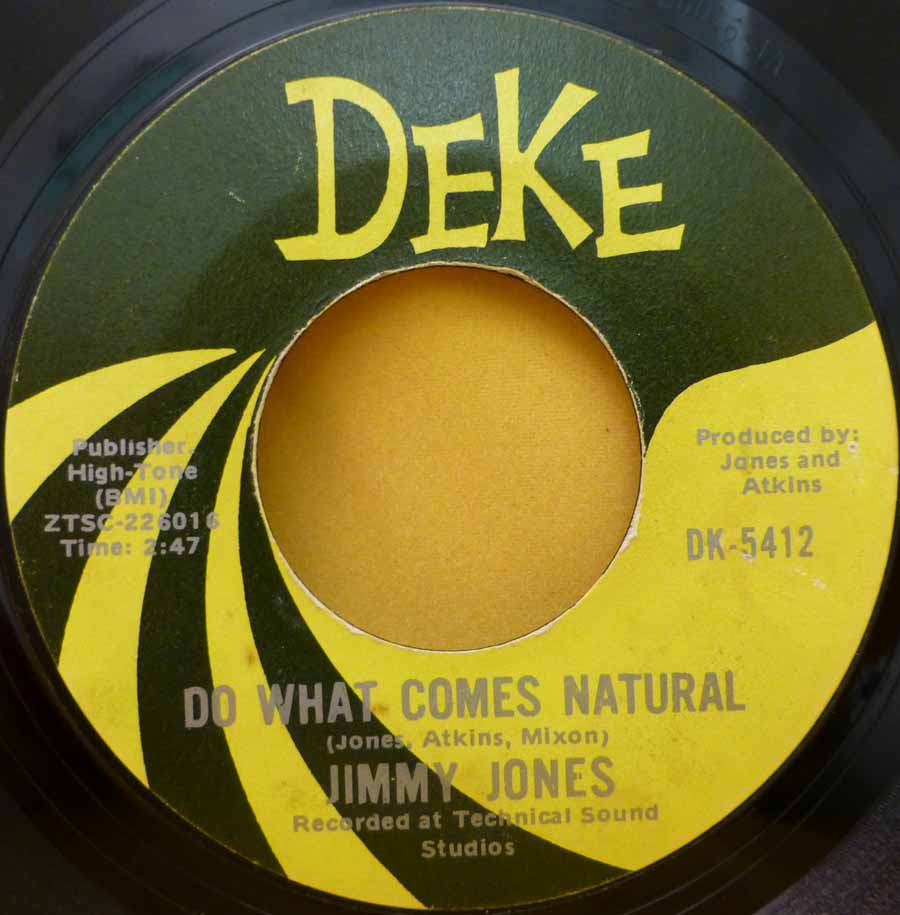 DEKE
Publisher:
High-Tone
(BMI)
ZTSC-226016
Time: 2:47
Produced by:
Jones and
Atkins
DK-5412
DO WHAT COMES NATURAL
(Jones, Atkins, Mixon)
JIMMY JONES
Recorded at Technical Sound
Studios